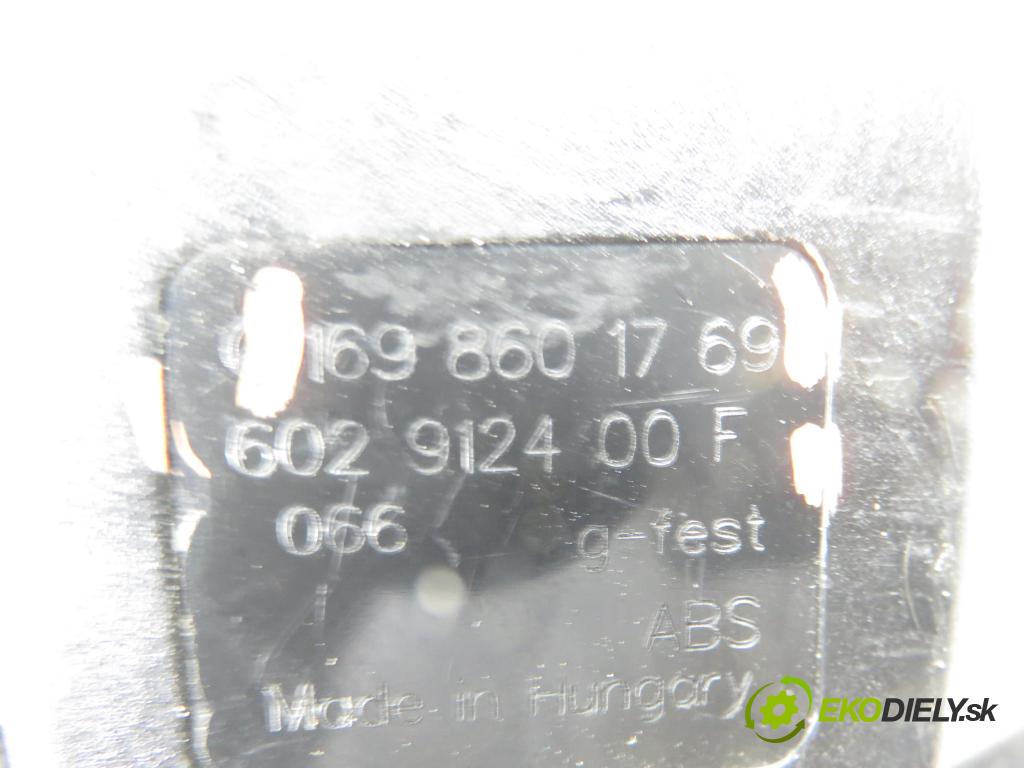 169 860 17 69
602 9124 00 F
066 g-fest
ABS
Made in Hungary
EKODIELY.sk